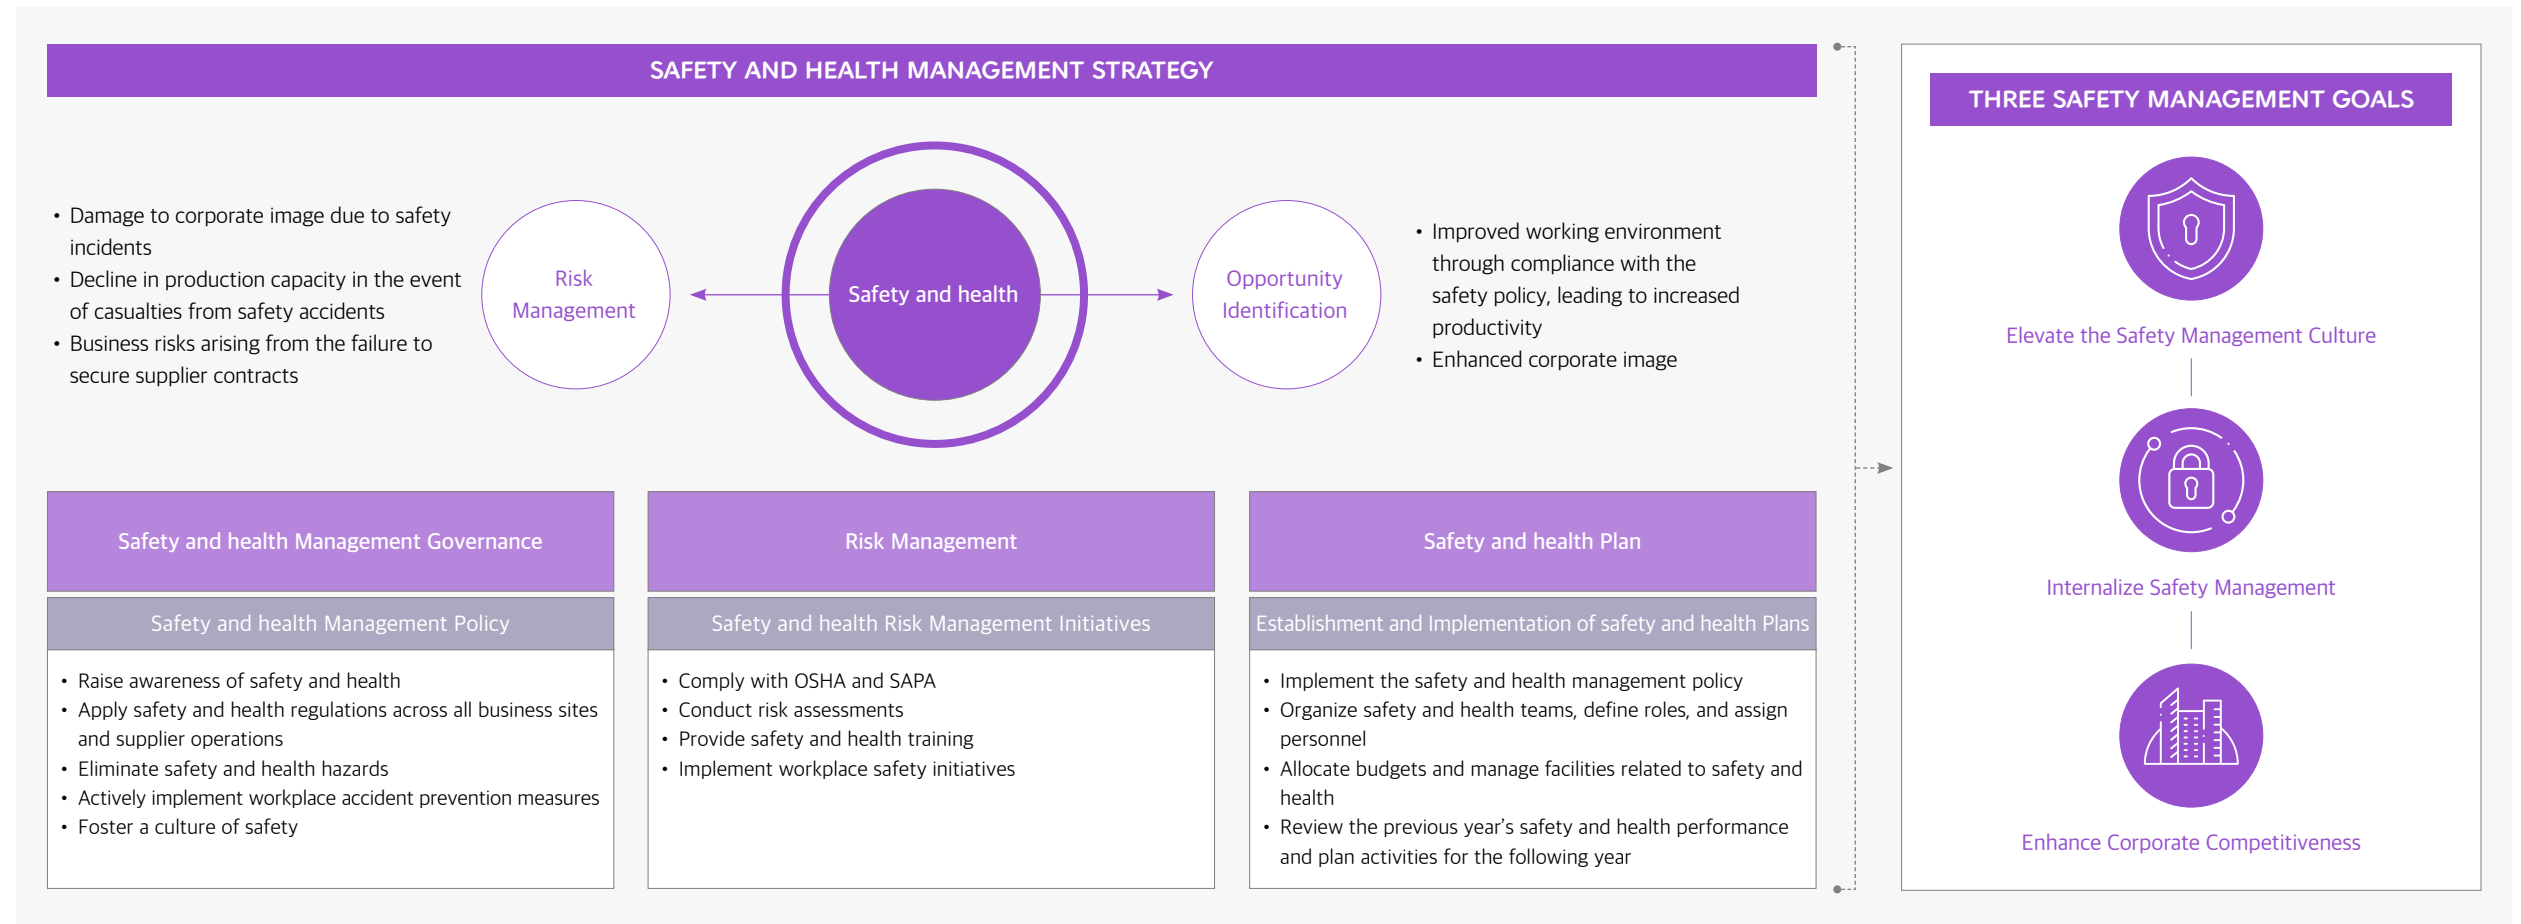 SAFETY AND HEALTH MANAGEMENT STRATEGY
• Damage to corporate image due to safety
incidents
• Decline in production capacity in the event
of casualties from safety accidents
• Business risks arising from the failure to
secure supplier contracts
Risk
Management
Safety and health
Opportunity
Identification
• Improved working environment
through compliance with the
safety policy, leading to increased
productivity
• Enhanced corporate image
Safety and health Management Governance
Safety and health Management Policy
• Raise awareness of safety and health
• Apply safety and health regulations across all business sites
and supplier operations
• Eliminate safety and health hazards
• Actively implement workplace accident prevention measures
• Foster a culture of safety
Risk Management
Safety and health Risk Management Initiatives
• Comply with OSHA and SAPA
• Conduct risk assessments
• Provide safety and health training
• Implement workplace safety initiatives
Safety and health Plan
Establishment and Implementation of safety and health Plans
• Implement the safety and health management policy
• Organize safety and health teams, define roles, and assign
personnel
• Allocate budgets and manage facilities related to safety and
health
• Review the previous year’s safety and health performance
and plan activities for the following year
THREE SAFETY MANAGEMENT GOALS
Elevate the Safety Management Culture
Internalize Safety Management
Enhance Corporate Competitiveness